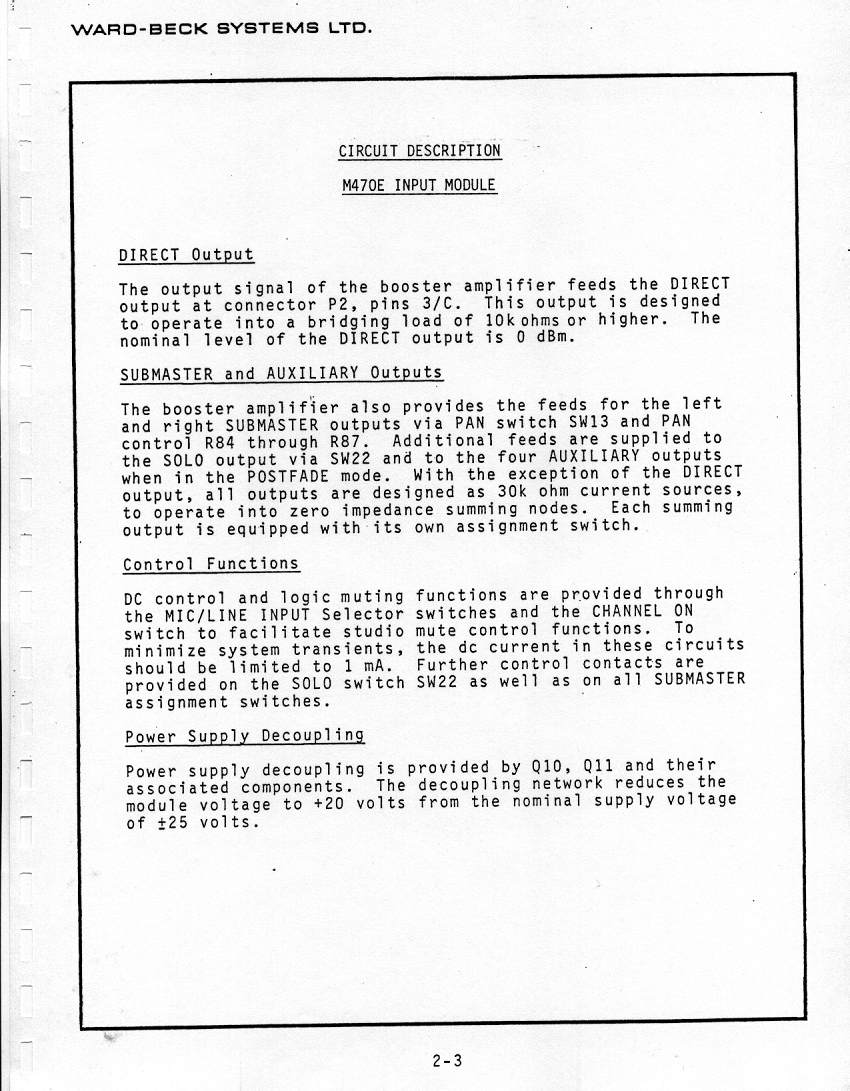 WARD-BECK SYSTEMS LTD.
CIRCUIT DESCRIPTION
M470E INPUT MODULE
DIRECT Output
The output signal of the booster amplifier feeds the DIRECT
output at connector P2, pins 3/C. This output is designed
to operate into a bridging load of 10k ohms or higher. The
nominal level of the DIRECT output is 0 dBm.
SUBMASTER and AUXILIARY Outputs
The booster amplifier also provides the feeds for the left
and right SUBMASTER outputs via PAN switch SW13 and PAN
control R84 through R87. Additional feeds are supplied to
the SOLO output via SW22 and to the four AUXILIARY outputs
when in the POSTFADE mode. With the exception of the DIRECT
output, all outputs are designed as 30k ohm current sources,
to operate into zero impedance summing nodes. Each summing
output is equipped with its own assignment switch.
Control Functions
DC control and logic muting functions are provided through
the MIC/LINE INPUT Selector switches and the CHANNEL ON
switch to facilitate studio mute control functions. To
minimize system transients, the dc current in these circuits
should be limited to 1 mA. Further control contacts are
provided on the SOLO switch SW22 as well as on all SUBMASTER
assignment switches.
Power Supply Decoupling
Power supply decoupling is provided by Q10, Q11 and their
associated components. The decoupling network reduces the
module voltage to +20 volts from the nominal supply voltage
of ±25 volts.
2-3